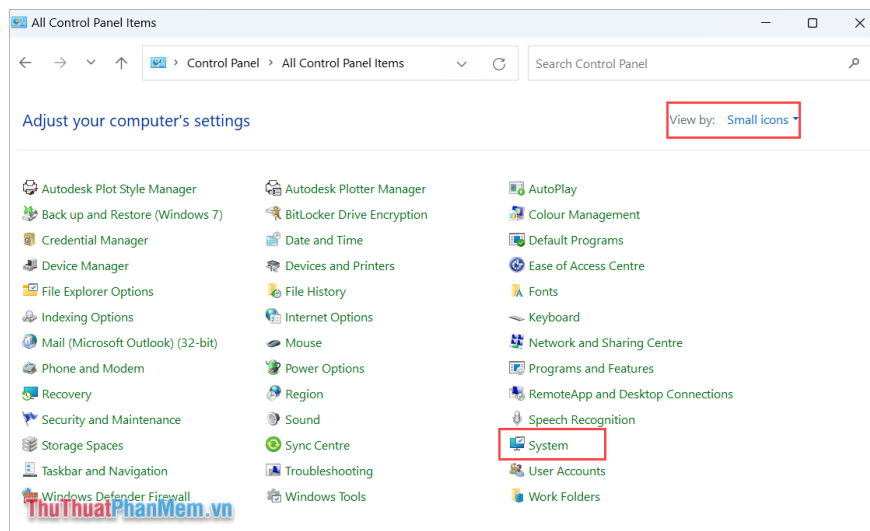 All Control Panel Items
Control Panel > All Control Panel Items
Search Control Panel
Adjust your computer's settings
View by: Small icons
Autodesk Plot Style Manager Autodesk Plotter Manager AutoPlay
Back up and Restore (Windows 7) BitLocker Drive Encryption Colour Management
Credential Manager Date and Time Default Programs
Device Manager Devices and Printers Ease of Access Centre
File Explorer Options File History Fonts
Indexing Options Internet Options Keyboard
Mail (Microsoft Outlook) (32-bit) Mouse Network and Sharing Centre
Phone and Modem Power Options Programs and Features
Recovery Region RemoteApp and Desktop Connections
Security and Maintenance Sound Speech Recognition
Storage Spaces Sync Centre System
Taskbar and Navigation Troubleshooting User Accounts
Windows Defender Firewall Windows Tools Work Folders
ThuThuatPhanMem.vn